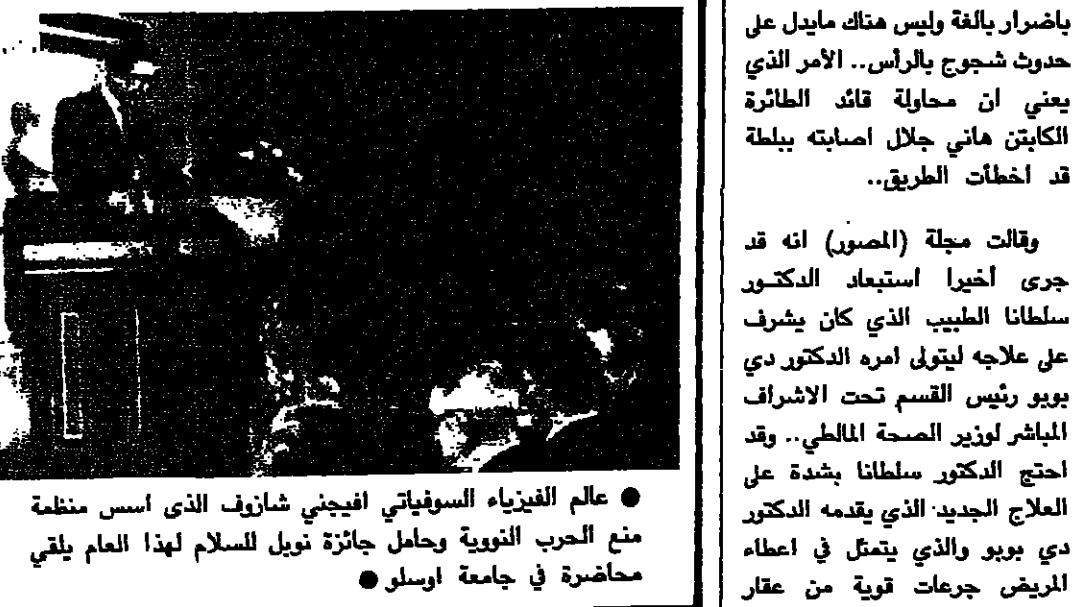 باضرار بالغة وليس هناك مايدل على
حدوث شجوج بالرأس.. الأمر الذي
يعني ان محاولة قائد الطائرة
الكابتن هاني جلال اصابته ببلطة
قد اخطأت الطريق..
وقالت مجلة (المصور) انه قد
جرى أخيرا استبعاد الدكتور
سلطانا الطبيب الذي كان يشرف
على علاجه ليتولى امره الدكتور دي
بوبو رئيس القسم تحت الاشراف
المباشر لوزير الصحة المالطي.. وقد
احتج الدكتور سلطانا بشدة على
العلاج الجديد الذي يقدمه الدكتور
دي بوبو والذي يتمثل في اعطاء
المريض جرعات قوية من عقار
● عالم الفيزياء السوفياتي افيجني شازوف الذى اسس منظمة
منع الحرب النووية وحامل جائزة نوبل للسلام لهذا العام يلقي
محاضرة في جامعة اوسلو ●